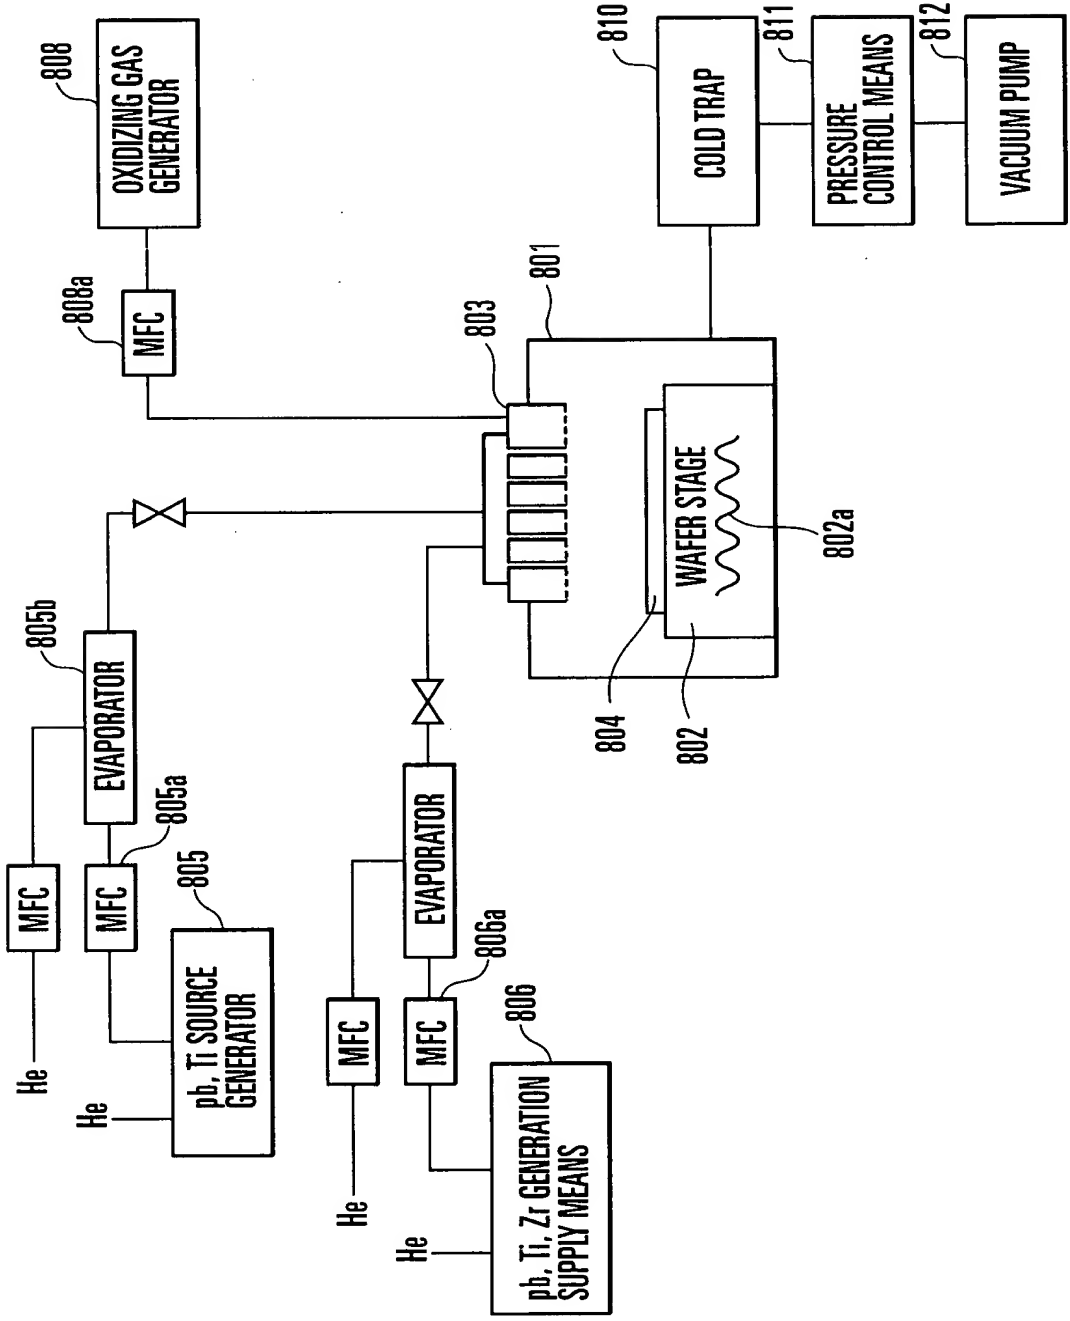 808
OXIDIZING GAS
GENERATOR
808a
MFC
810
COLD TRAP
811
PRESSURE
CONTROL MEANS
812
VACUUM PUMP
801
803
WAFER STAGE
802a
804
802
805b
EVAPORATOR
MFC
He
805a
MFC
805
pb, Ti SOURCE
GENERATOR
He
EVAPORATOR
MFC
He
806a
MFC
806
pb, Ti, Zr GENERATION
SUPPLY MEANS
He